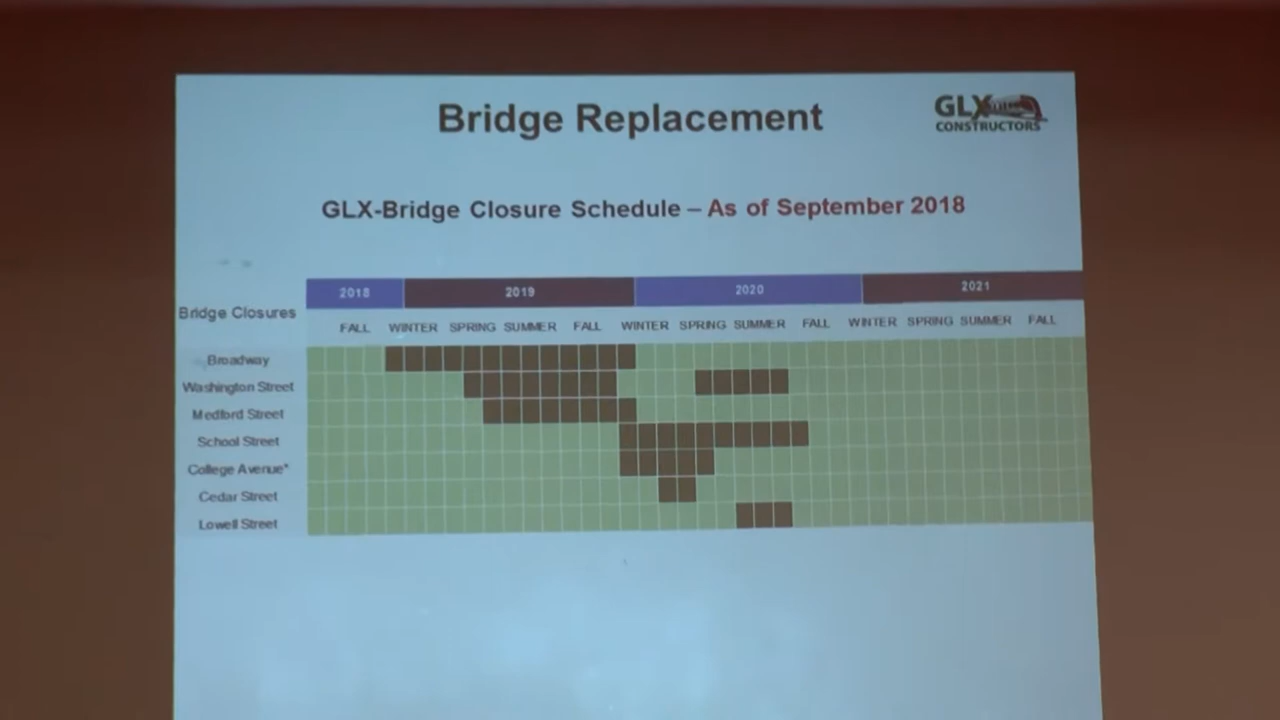 Bridge Replacement
GLX
CONSTRUCTORS
GLX-Bridge Closure Schedule – As of September 2018
2018 2019 2020 2021
Bridge Closures
FALL WINTER SPRING SUMMER FALL WINTER SPRING SUMMER FALL WINTER SPRING SUMMER FALL
Broadway
Washington Street
Medford Street
School Street
College Avenue*
Cedar Street
Lowell Street